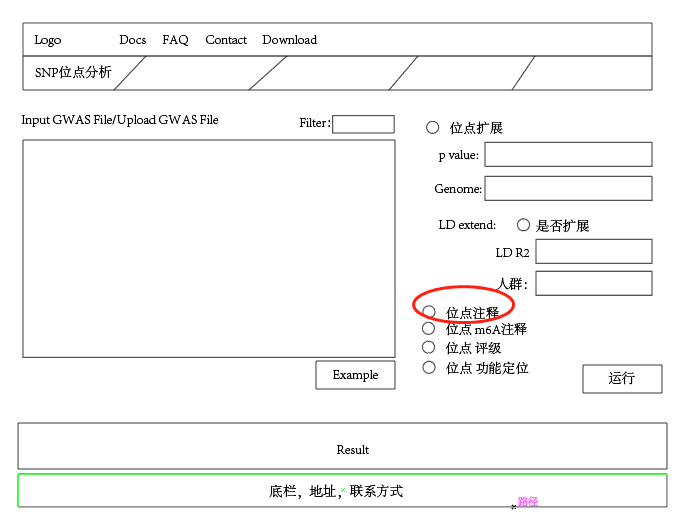 Logo Docs FAQ Contact Download
SNP位点分析
Input GWAS File/Upload GWAS File Filter:
位点扩展
p value:
Genome:
LD extend: 是否扩展
LD R2
人群：
位点注释
位点 m6A注释
位点 评级
位点 功能定位
Example
运行
Result
底栏，地址，联系方式
路径